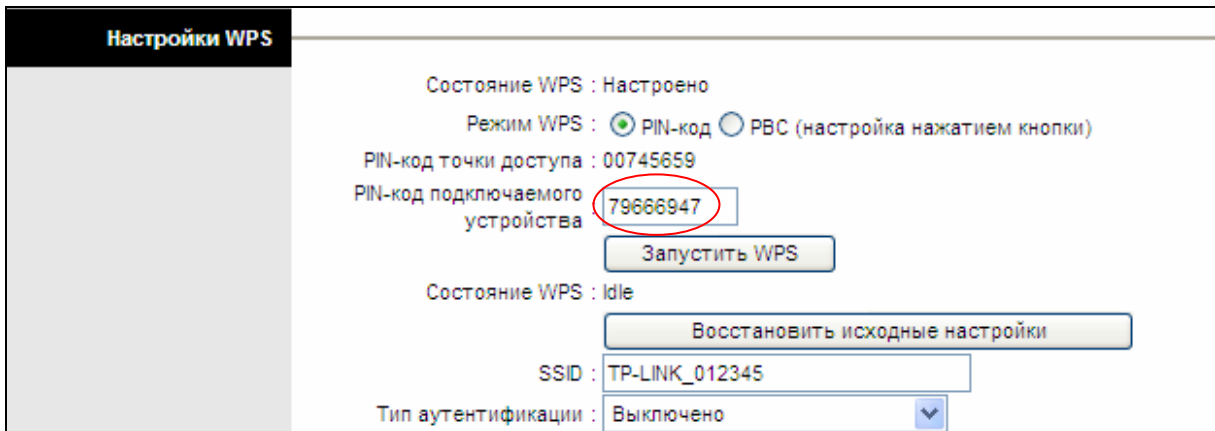 Настройки WPS
Состояние WPS : Настроено
Режим WPS : PIN-код PBC (настройка нажатием кнопки)
PIN-код точки доступа : 00745659
PIN-код подключаемого устройства : 79666947
Запустить WPS
Состояние WPS : Idle
Восстановить исходные настройки
SSID : TP-LINK_012345
Тип аутентификации : Выключено